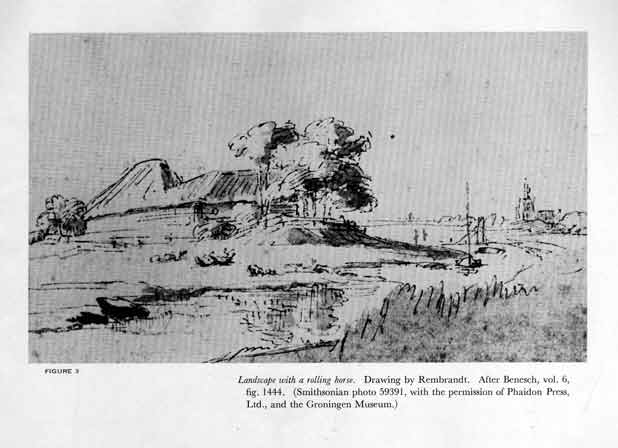 FIGURE 3
Landscape with a rolling horse. Drawing by Rembrandt. After Benesch, vol. 6,
fig. 1444. (Smithsonian photo 59391, with the permission of Phaidon Press,
Ltd., and the Groningen Museum.)